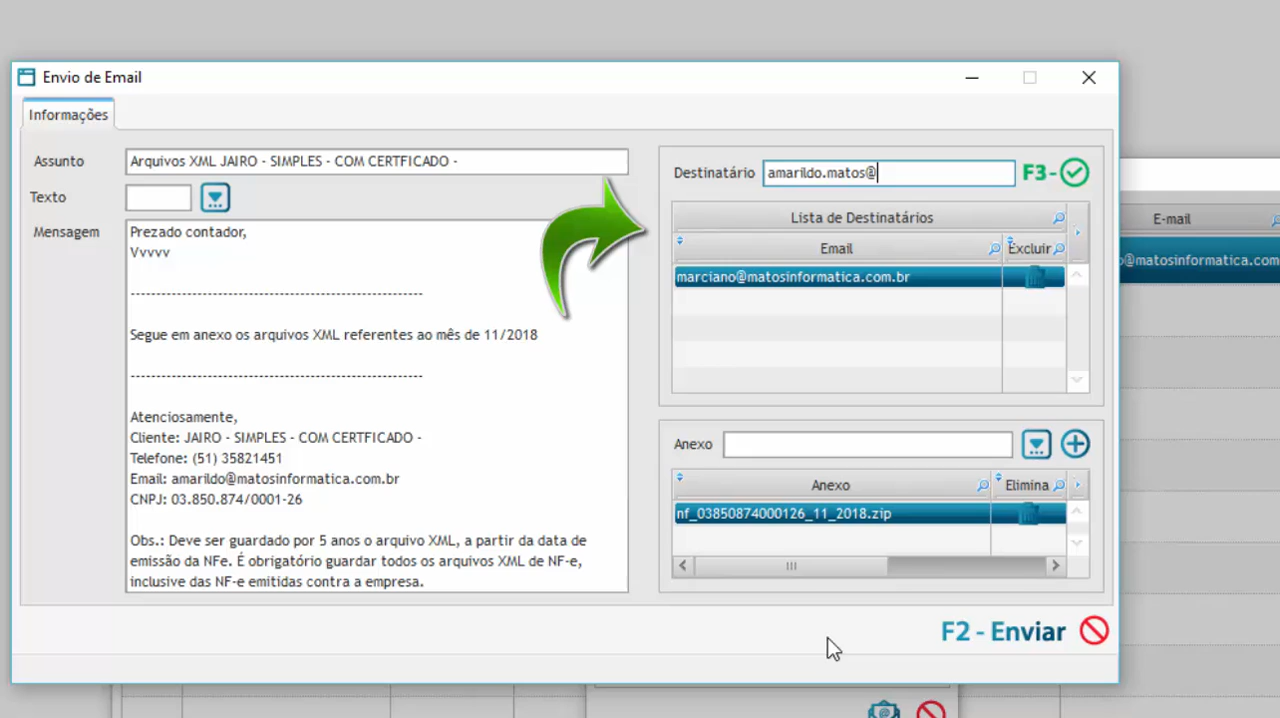 Envio de Email
Informações
Assunto
Arquivos XML JAIRO - SIMPLES - COM CERTFICADO -
Texto
Mensagem
Prezado contador,
Vvvvv
----------------------------------------------------
Segue em anexo os arquivos XML referentes ao mês de 11/2018
----------------------------------------------------
Atenciosamente,
Cliente: JAIRO - SIMPLES - COM CERTFICADO -
Telefone: (51) 35821451
Email: amarildo@matosinformatica.com.br
CNPJ: 03.850.874/0001-26
Obs.: Deve ser guardado por 5 anos o arquivo XML, a partir da data de
emissão da NFe. É obrigatório guardar todos os arquivos XML de NF-e,
inclusive das NF-e emitidas contra a empresa.
Destinatário
amarildo.matos@
F3-
Lista de Destinatários
Email
Excluir
marciano@matosinformatica.com.br
Anexo
Anexo
Elimina
nf_03850874000126_11_2018.zip
F2 - Enviar
E-mail
@matosinformatica.com